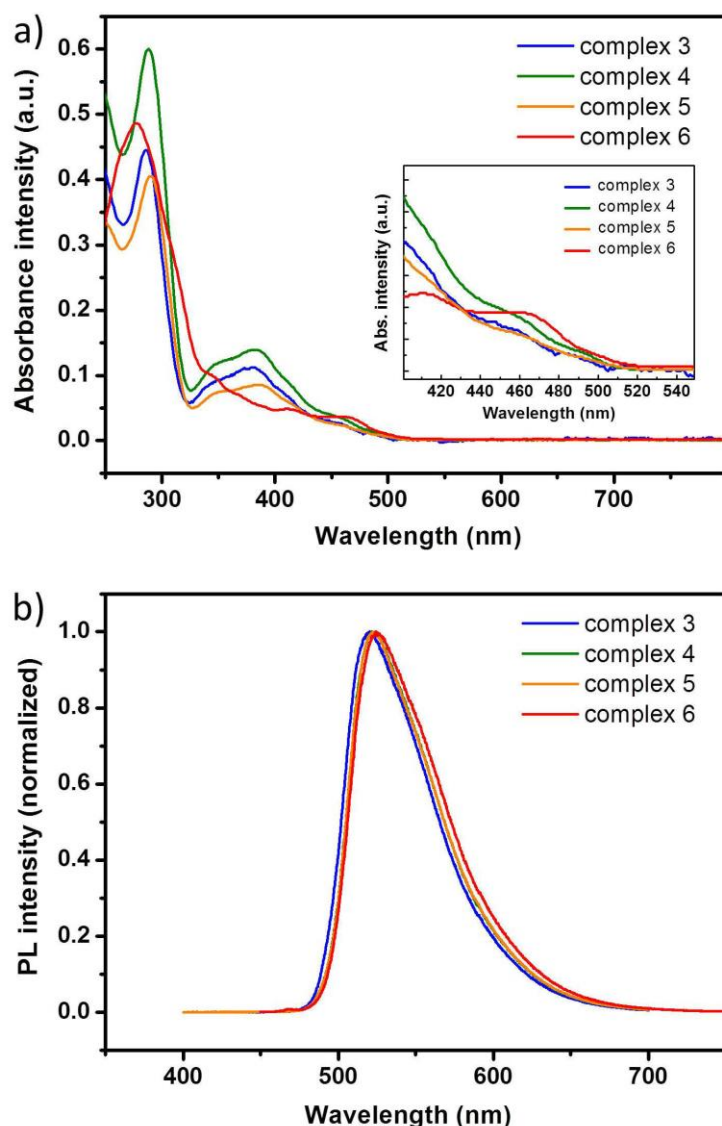 a)
Absorbance intensity (a.u.)
0.6
0.5
0.4
0.3
0.2
0.1
0.0
complex 3
complex 4
complex 5
complex 6
Abs. intensity (a.u.)
complex 3
complex 4
complex 5
complex 6
420 440 460 480 500 520 540
Wavelength (nm)
300 400 500 600 700
Wavelength (nm)
b)
PL intensity (normalized)
1.0
0.8
0.6
0.4
0.2
0.0
complex 3
complex 4
complex 5
complex 6
400 500 600 700
Wavelength (nm)